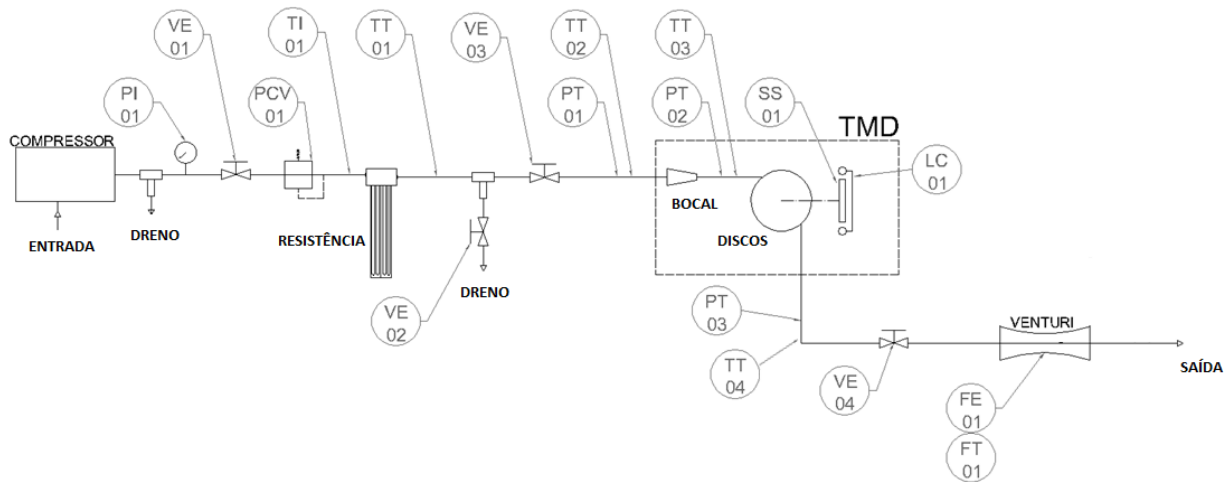 VE
01
TI
01
TT
01
VE
03
TT
02
TT
03
PI
01
PCV
01
PT
01
PT
02
SS
01
TMD
LC
01
COMPRESSOR
ENTRADA
DRENO
RESISTÊNCIA
BOCAL
DISCOS
DRENO
VE
02
PT
03
TT
04
VE
04
VENTURI
SAÍDA
FE
01
FT
01